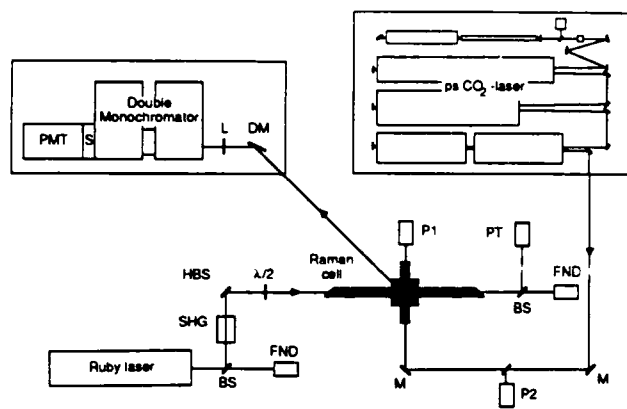 ps CO2-laser
Double
Monochromator
PMT
S
L
DM
P1
PT
Raman
cell
HBS
λ/2
FND
BS
SHG
FND
Ruby laser
BS
M
M
P2